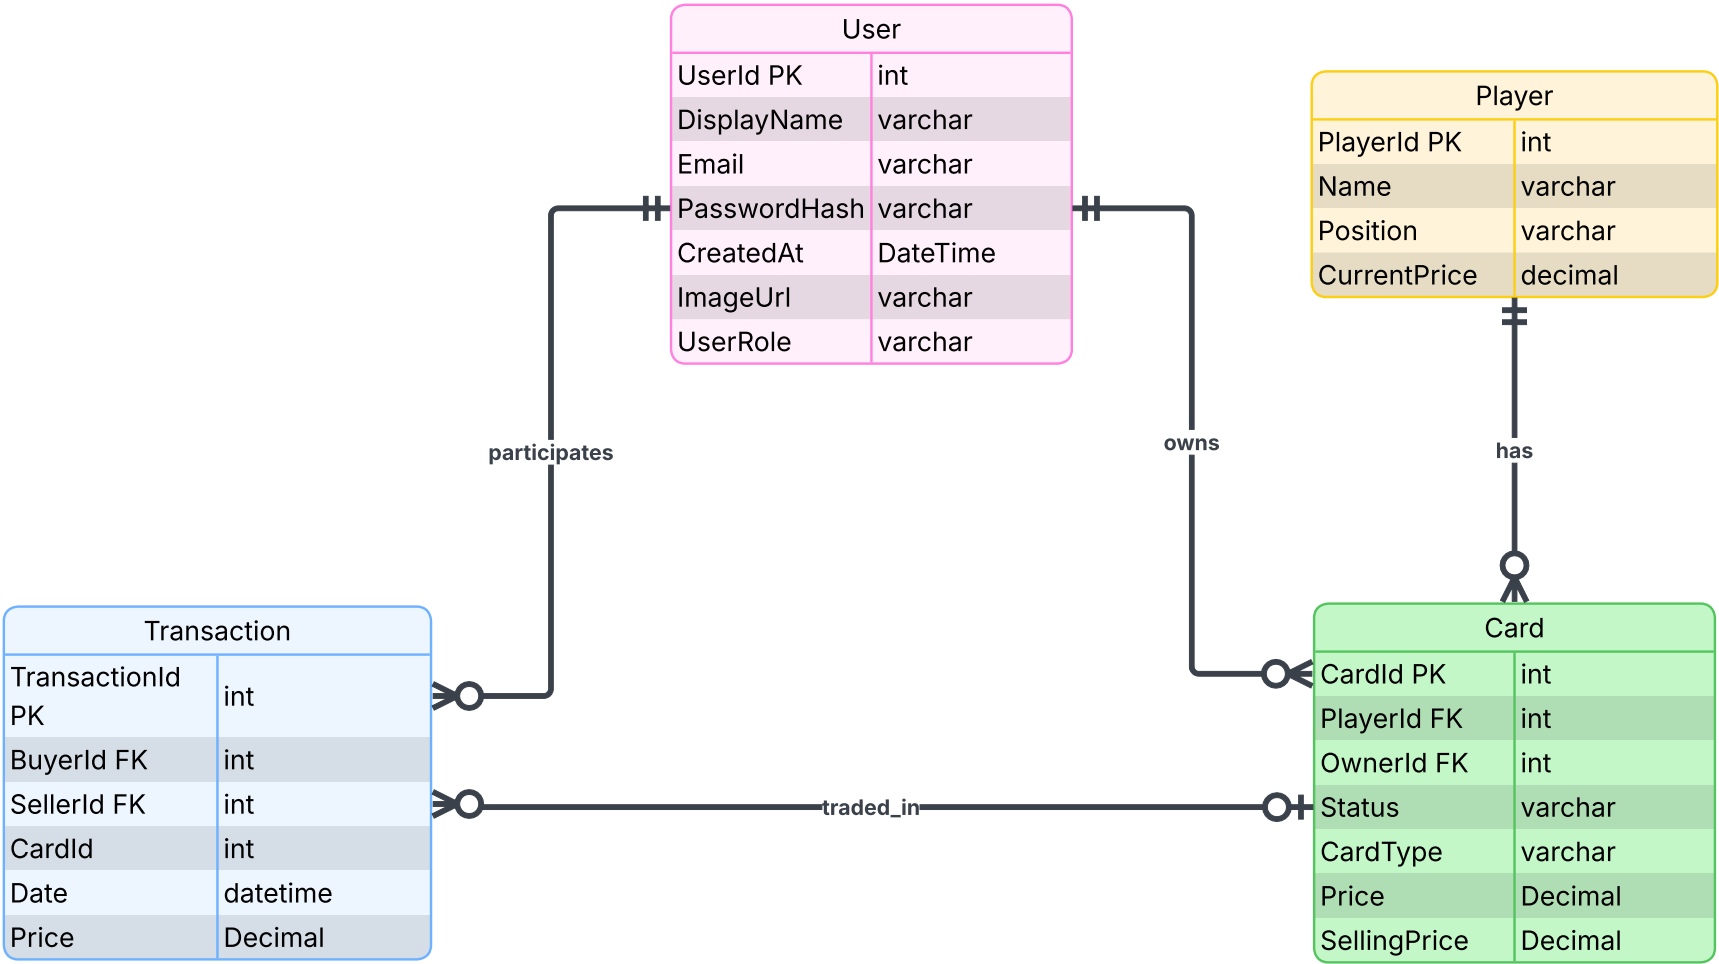 User
UserId PK int
DisplayName varchar
Email varchar
PasswordHash varchar
CreatedAt DateTime
ImageUrl varchar
UserRole varchar
Player
PlayerId PK int
Name varchar
Position varchar
CurrentPrice decimal
participates
owns
has
Transaction
TransactionId
PK
int
BuyerId FK int
SellerId FK int
CardId int
Date datetime
Price Decimal
traded_in
Card
CardId PK int
PlayerId FK int
OwnerId FK int
Status varchar
CardType varchar
Price Decimal
SellingPrice Decimal